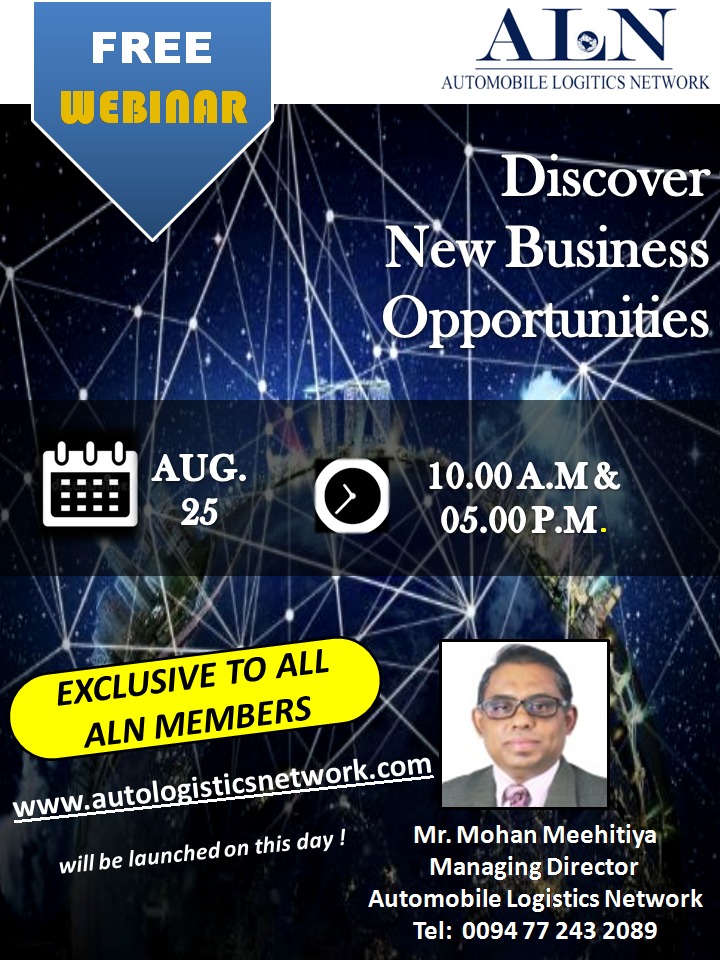 FREE
WEBINAR
ALN
AUTOMOBILE LOGITICS NETWORK
Discover
New Business
Opportunities
AUG.
25
10.00 A.M &
05.00 P.M.
EXCLUSIVE TO ALL
ALN MEMBERS
www.autologisticsnetwork.com
will be launched on this day !
Mr. Mohan Meehitiya
Managing Director
Automobile Logistics Network
Tel: 0094 77 243 2089